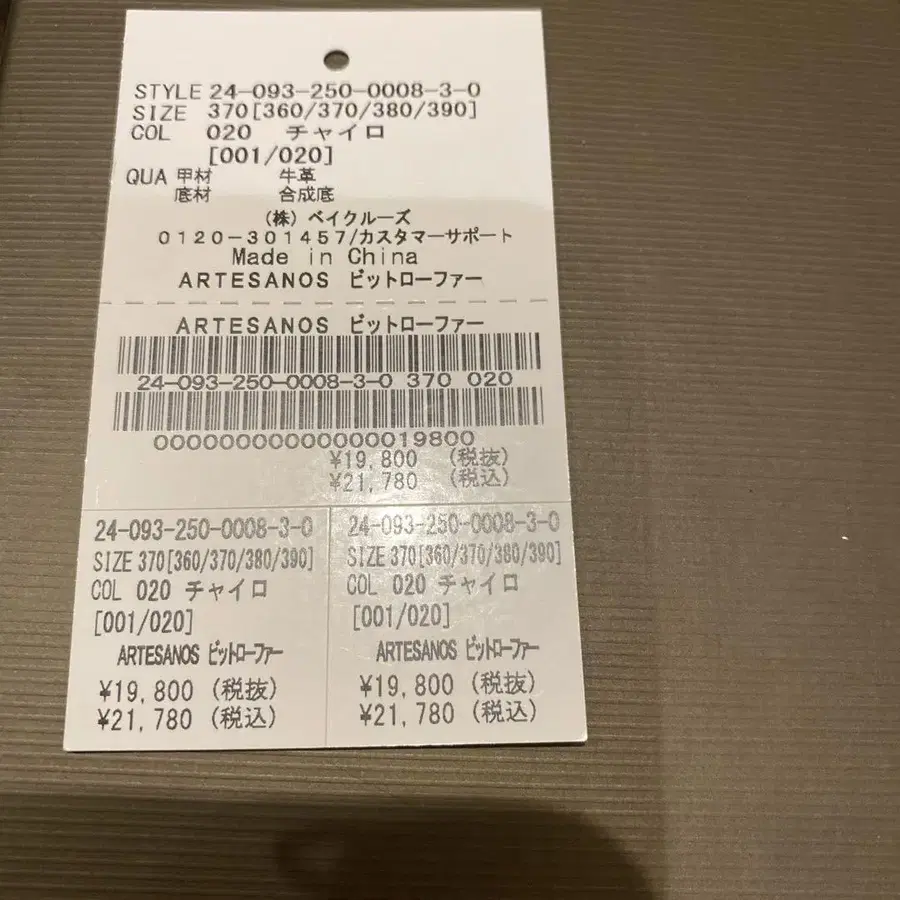 STYLE 24-093-250-0008-3-0
SIZE 370[360/370/380/390]
COL 020 チャイロ
[001/020]
QUA 甲材 牛革
底材 合成底
(株) ベイクルーズ
0120-301457/カスタマーサポート
Made in China
ARTESANOS ビットローファー
ARTESANOS ビットローファー
24-093-250-0008-3-0 370 020
0000000000000000019800
¥19,800 (税抜)
¥21,780 (税込)
24-093-250-0008-3-0
SIZE 370[360/370/380/390]
COL 020 チャイロ
[001/020]
ARTESANOS ビットローファー
¥19,800 (税抜)
¥21,780 (税込)
24-093-250-0008-3-0
SIZE 370[360/370/380/390]
COL 020 チャイロ
[001/020]
ARTESANOS ビットローファー
¥19,800 (税抜)
¥21,780 (税込)